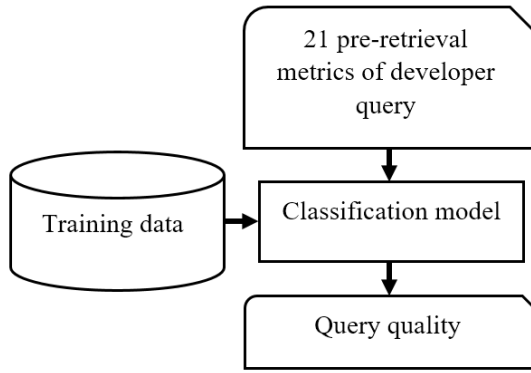 21 pre-retrieval
metrics of developer
query
Training data
Classification model
Query quality